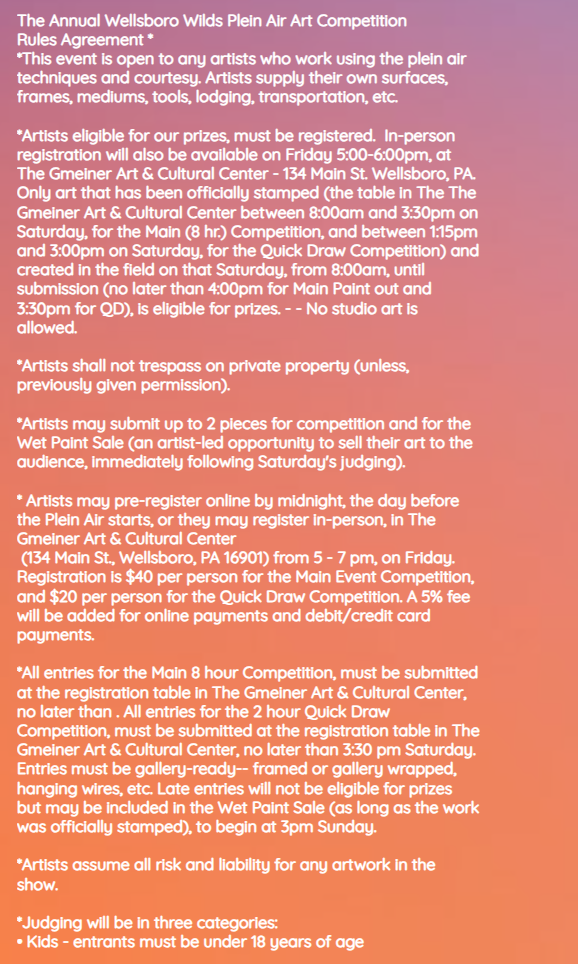 The Annual Wellsboro Wilds Plein Air Art Competition
Rules Agreement *
*This event is open to any artists who work using the plein air
techniques and courtesy. Artists supply their own surfaces,
frames, mediums, tools, lodging, transportation, etc.
*Artists eligible for our prizes, must be registered.  In-person
registration will also be available on Friday 5:00-6:00pm, at
The Gmeiner Art & Cultural Center - 134 Main St. Wellsboro, PA.
Only art that has been officially stamped (the table in The The
Gmeiner Art & Cultural Center between 8:00am and 3:30pm on
Saturday, for the Main (8 hr.) Competition, and between 1:15pm
and 3:00pm on Saturday, for the Quick Draw Competition) and
created in the field on that Saturday, from 8:00am, until
submission (no later than 4:00pm for Main Paint out and
3:30pm for QD), is eligible for prizes. - - No studio art is
allowed.
*Artists shall not trespass on private property (unless,
previously given permission).
*Artists may submit up to 2 pieces for competition and for the
Wet Paint Sale (an artist-led opportunity to sell their art to the
audience, immediately following Saturday's judging).
* Artists may pre-register online by midnight, the day before
the Plein Air starts, or they may register in-person, in The
Gmeiner Art & Cultural Center
(134 Main St., Wellsboro, PA 16901) from 5 - 7 pm, on Friday.
Registration is $40 per person for the Main Event Competition,
and $20 per person for the Quick Draw Competition. A 5% fee
will be added for online payments and debit/credit card
payments.
*All entries for the Main 8 hour Competition, must be submitted
at the registration table in The Gmeiner Art & Cultural Center,
no later than . All entries for the 2 hour Quick Draw
Competition, must be submitted at the registration table in The
Gmeiner Art & Cultural Center, no later than 3:30 pm Saturday.
Entries must be gallery-ready-- framed or gallery wrapped,
hanging wires, etc. Late entries will not be eligible for prizes
but may be included in the Wet Paint Sale (as long as the work
was officially stamped), to begin at 3pm Sunday.
*Artists assume all risk and liability for any artwork in the
show.
*Judging will be in three categories:
• Kids - entrants must be under 18 years of age